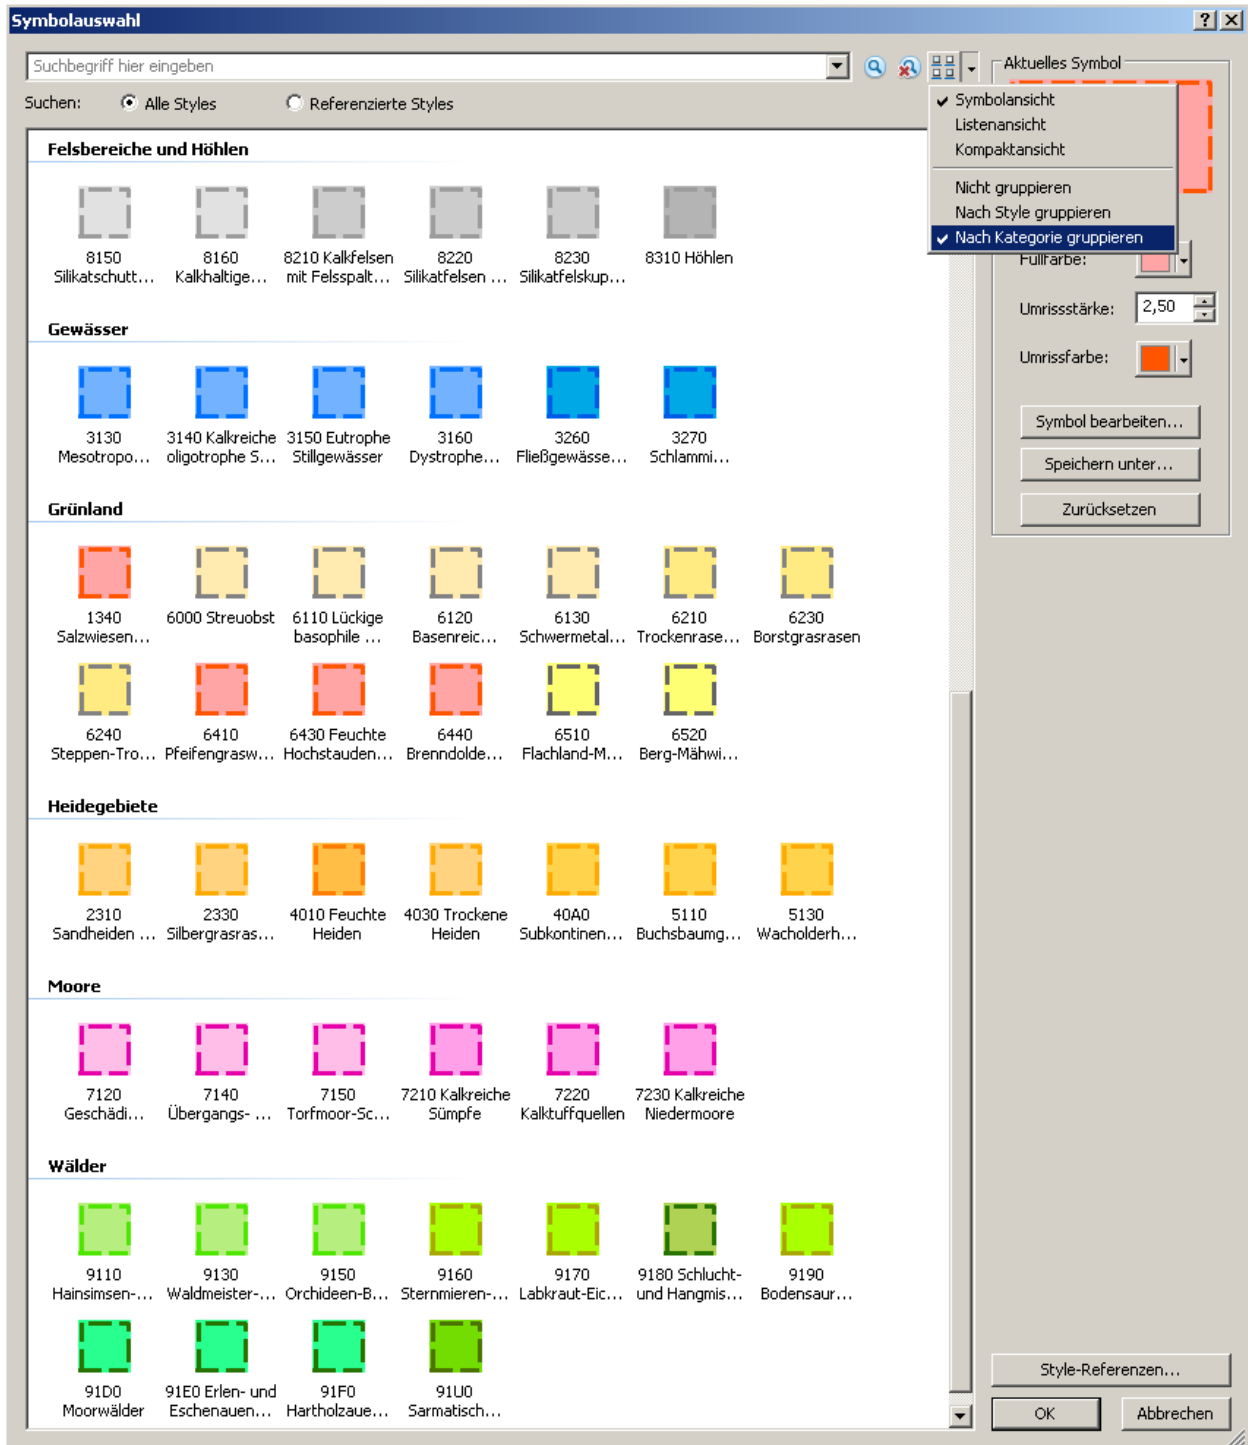 Symbolauswahl
Suchbegriff hier eingeben
Suchen:
Alle Styles
Referenzierte Styles
Aktuelles Symbol
Symbolansicht
Listenansicht
Kompaktansicht
Nicht gruppieren
Nach Style gruppieren
Nach Kategorie gruppieren
Füllfarbe:
Umrissstärke: 2,50
Umrissfarbe:
Symbol bearbeiten...
Speichern unter...
Zurücksetzen
Felsbereiche und Höhlen
8150 8160 8210 Kalkfelsen 8220 8230 8310 Höhlen
Silikatschutt... Kalkhaltige... mit Felsspalt... Silikatfelsen ... Silikatfelskup...
Gewässer
3130 3140 Kalkreiche 3150 Eutrophe 3160 3260 3270
Mesotropo... oligotrophe S... Stillgewässer Dystrophe... Fließgewässe... Schlammi...
Grünland
1340 6000 Streuobst 6110 Lückige 6120 6130 6210 6230
Salzwiesen... basophile ... Basenreic... Schwermetal... Trockenrase... Borstgrasrasen
6240 6410 6430 Feuchte 6440 6510 6520
Steppen-Tro... Pfeifengrasw... Hochstauden... Brenndolde... Flachland-M... Berg-Mähwi...
Heidegebiete
2310 2330 4010 Feuchte 4030 Trockene 40A0 5110 5130
Sandheiden ... Silbergrasras... Heiden Heiden Subkontinen... Buchsbaumg... Wacholderh...
Moore
7120 7140 7150 7210 Kalkreiche 7220 7230 Kalkreiche
Geschädi... Übergangs- ... Torfmoor-Sc... Sümpfe Kalktuffquellen Niedermoore
Wälder
9110 9130 9150 9160 9170 9180 Schlucht- 9190
Hainsimsen-... Waldmeister-... Orchideen-B... Sternmieren-... Labkraut-Eic... und Hangmis... Bodensaur...
91D0 91E0 Erlen- und 91F0 91U0
Moorwälder Eschenauen... Hartholzaue... Sarmatisch...
Style-Referenzen...
OK
Abbrechen